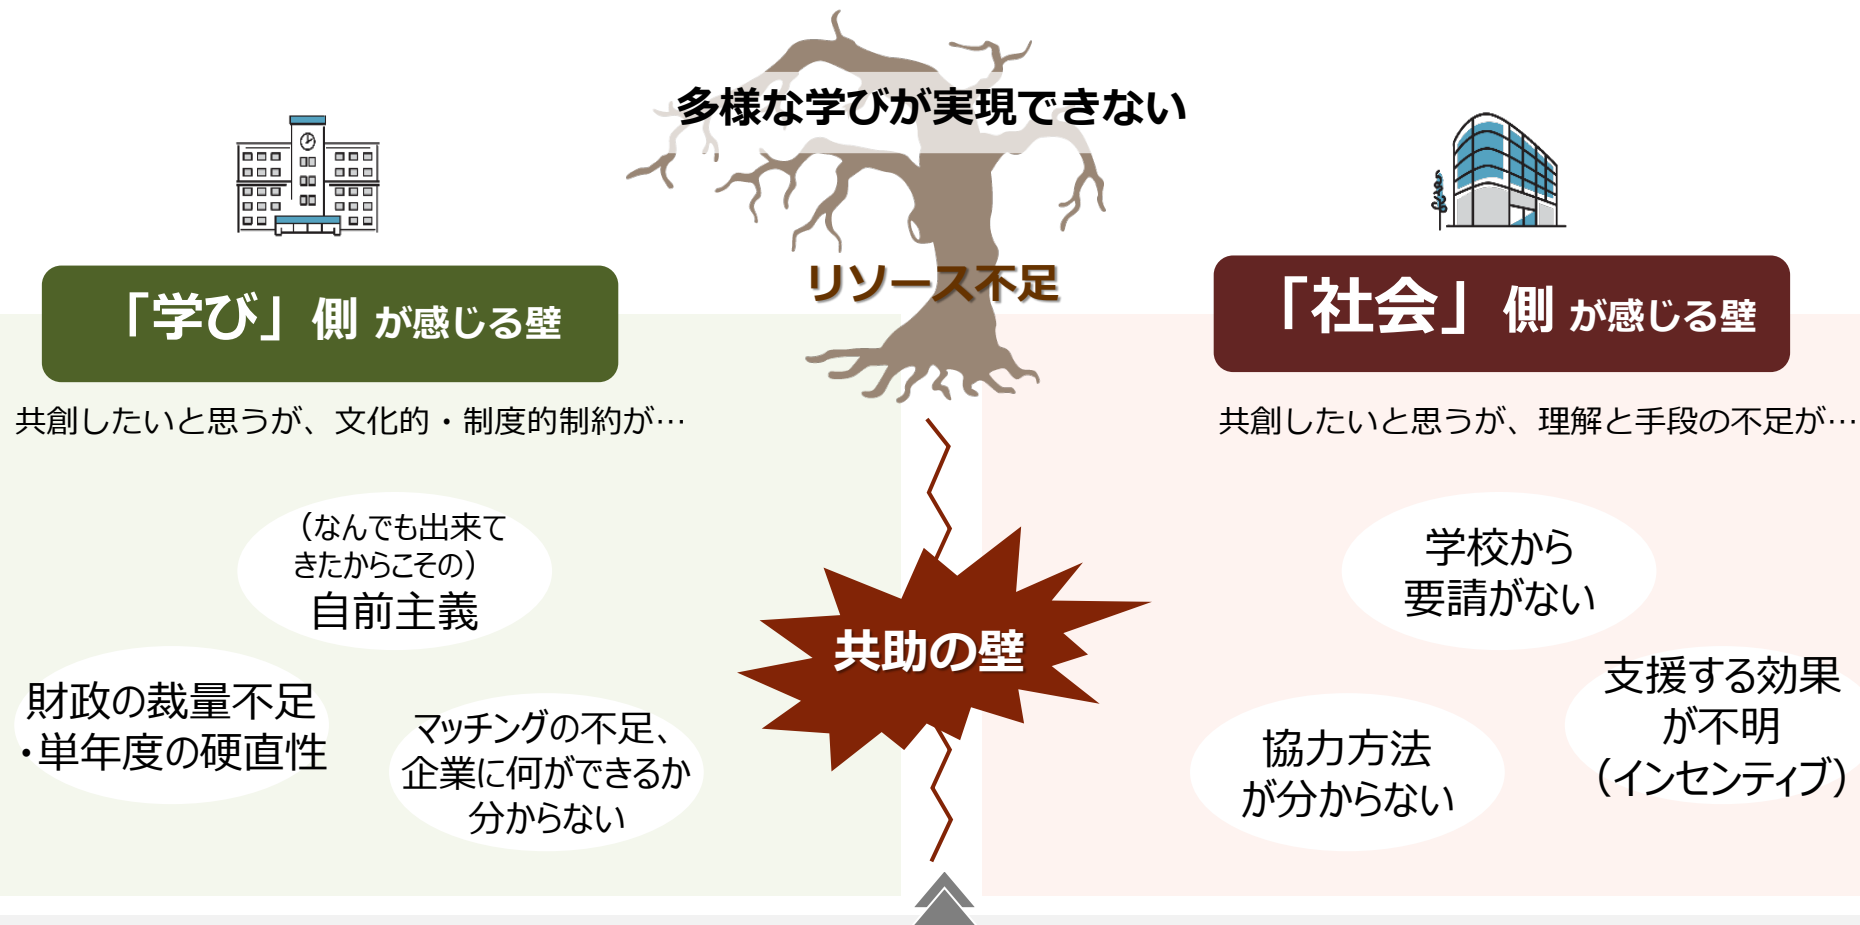 多様な学びが実現できない
リソース不足
「学び」側 が感じる壁
共創したいと思うが、文化的・制度的制約が…
（なんでも出来て
きたからこその）
自前主義
財政の裁量不足
・単年度の硬直性
マッチングの不足、
企業に何ができるか
分からない
共助の壁
「社会」側 が感じる壁
共創したいと思うが、理解と手段の不足が…
学校から
要請がない
協力方法
が分からない
支援する効果
が不明
（インセンティブ）